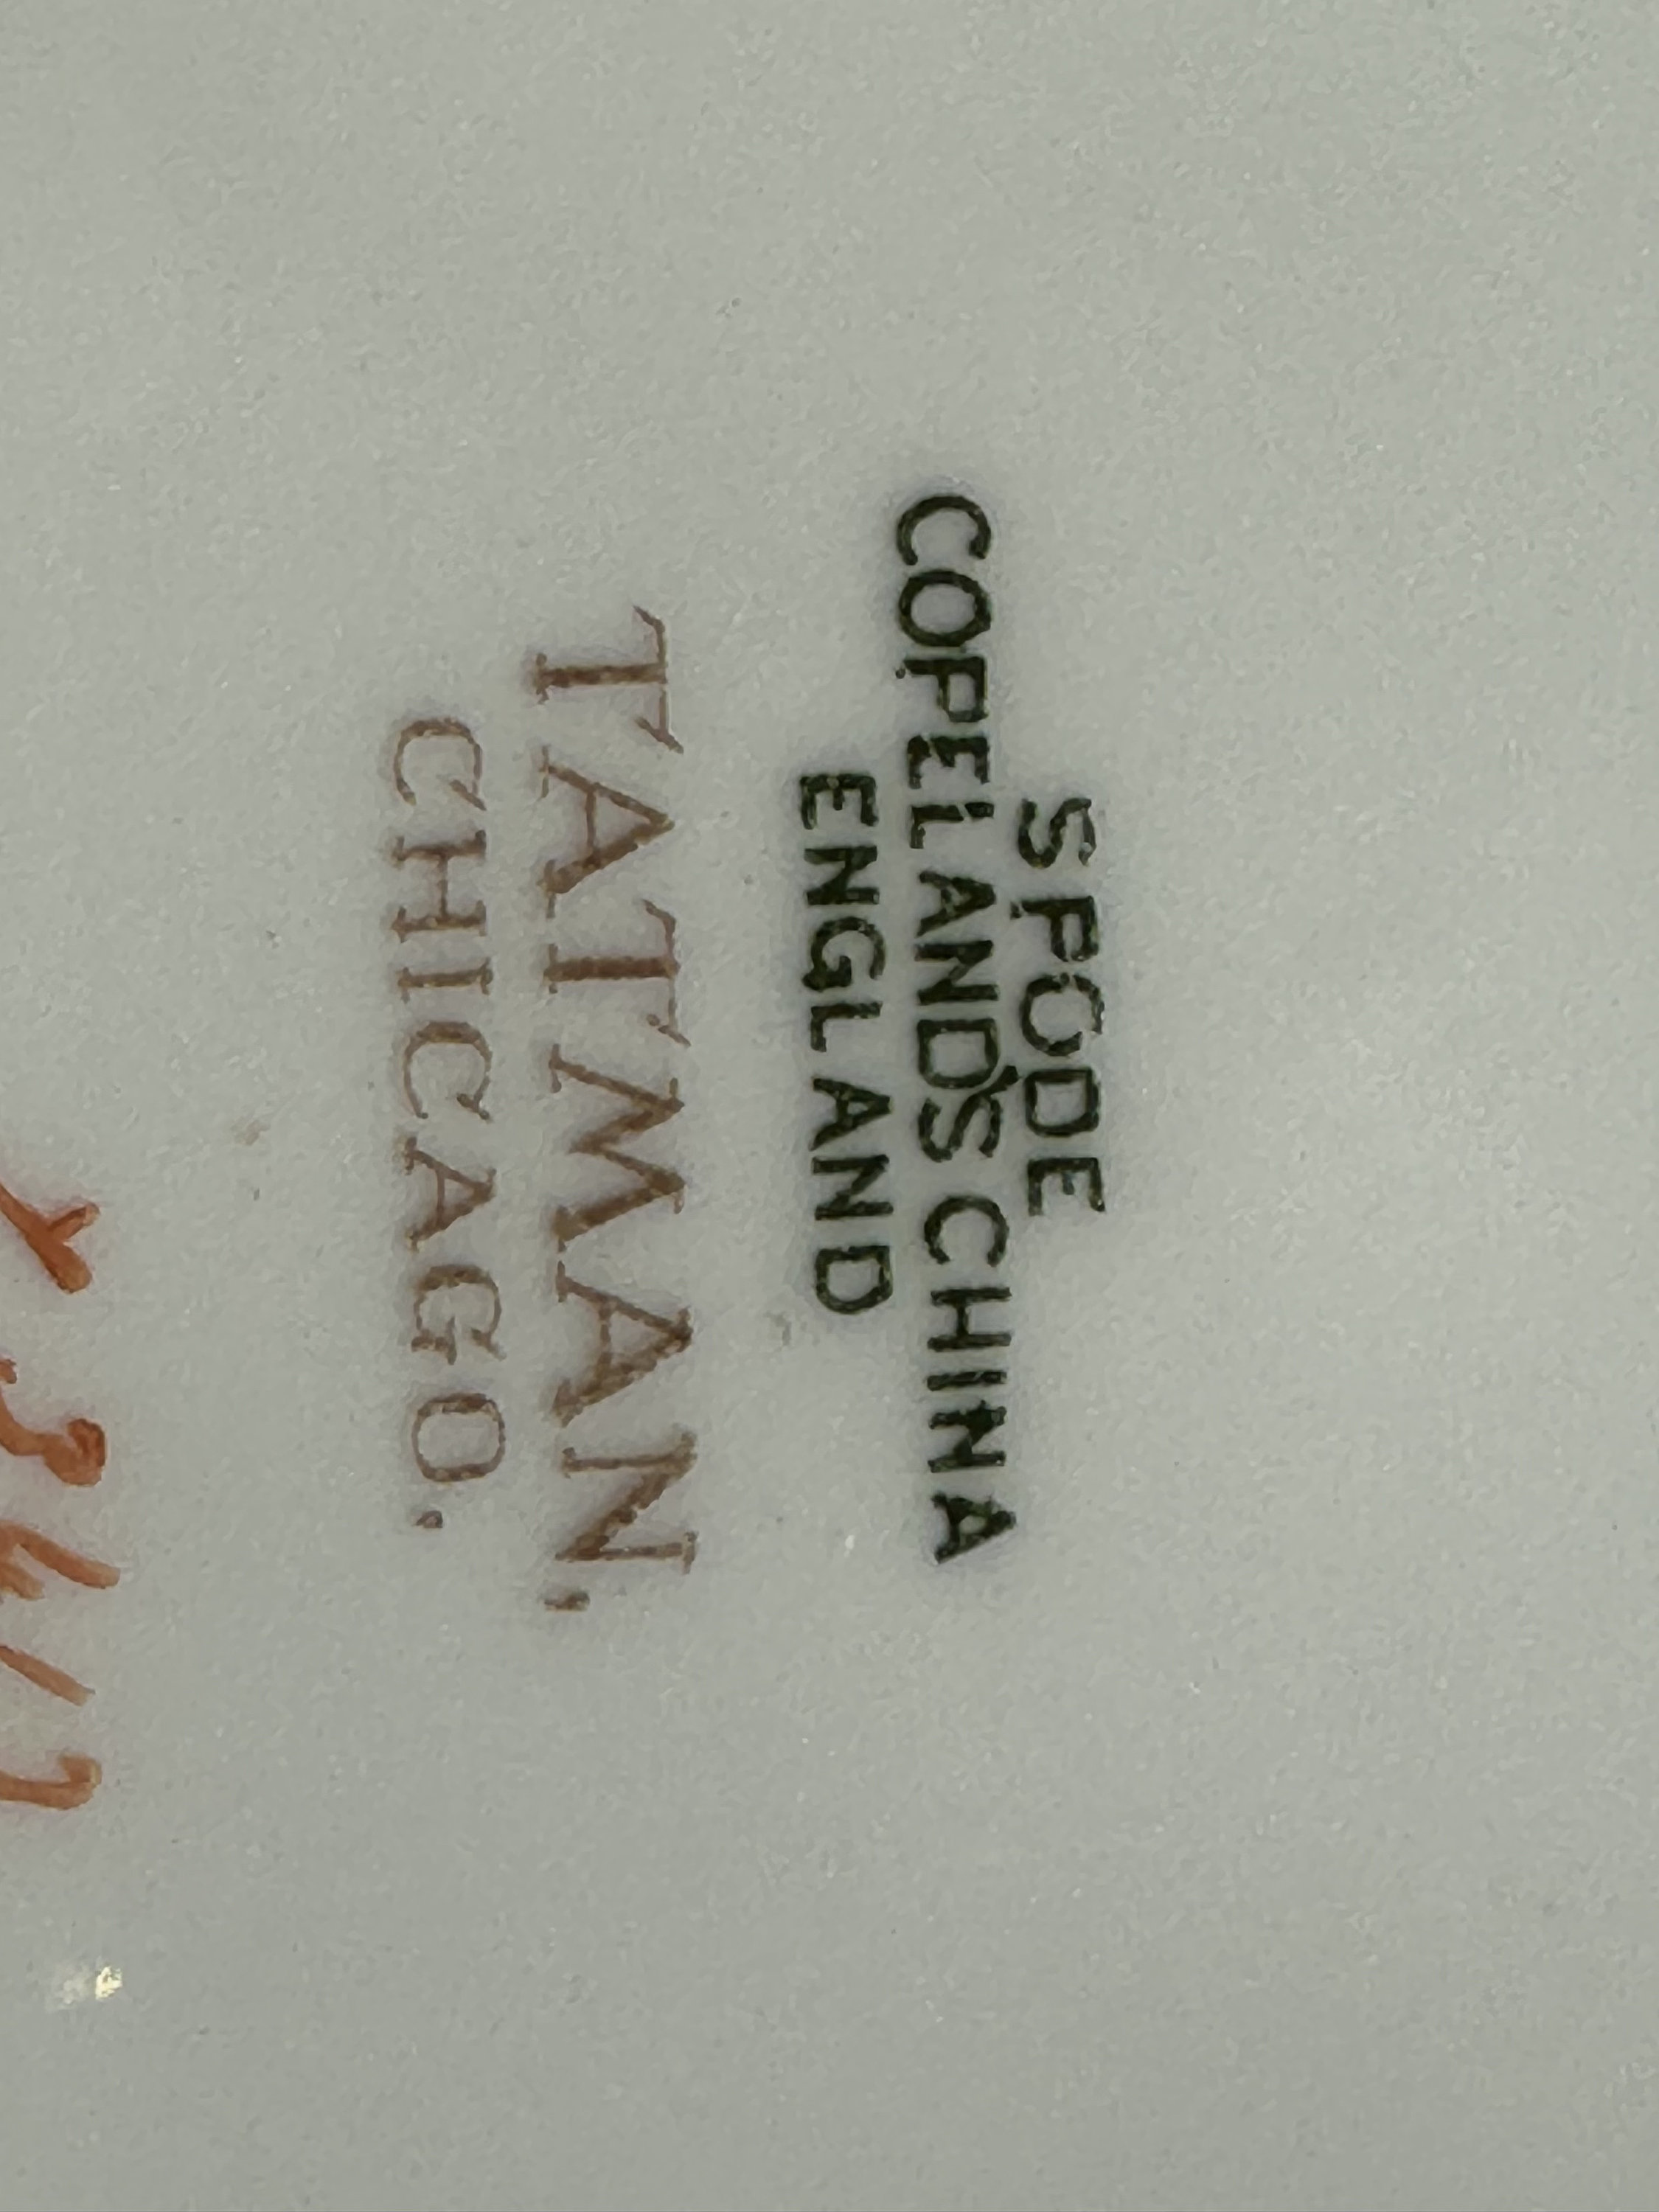 SPODE
COPELAND'S CHINA
ENGLAND
TATMAN,
CHICAGO.